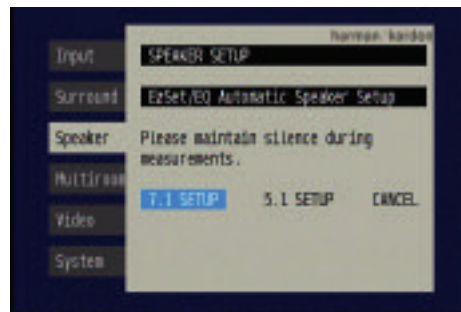 harman/kardon
Input
Surround
Speaker
Multiroom
Video
System
SPEAKER SETUP
EzSet/EQ Automatic Speaker Setup
Please maintain silence during
measurements.
7.1 SETUP 5.1 SETUP CANCEL